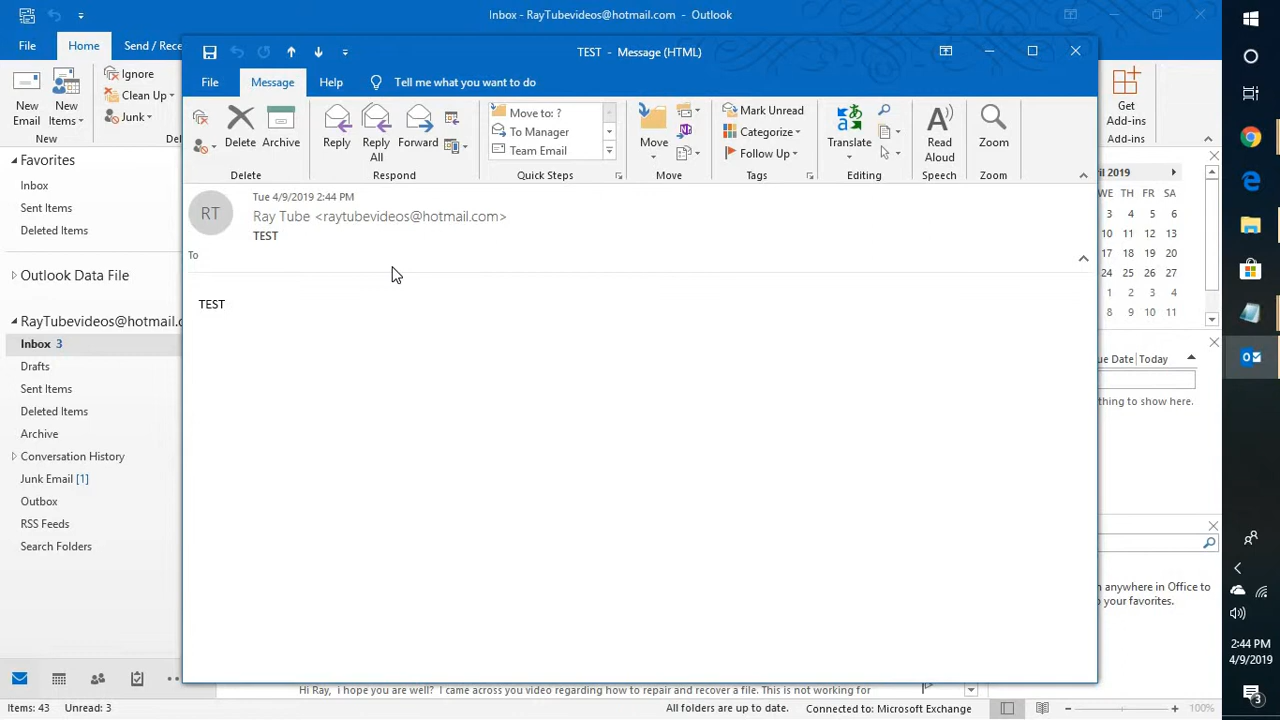 Inbox - RayTubevideos@hotmail.com - Outlook
File
Home
Send / Rece
New
Email
New
Items
New
Ignore
Clean Up
Junk
Del
Get
Add-ins
Add-ins
TEST - Message (HTML)
File
Message
Help
Tell me what you want to do
Delete
Archive
Delete
Reply
Reply
All
Forward
Respond
Move to: ?
To Manager
Team Email
Quick Steps
Move
Move
Mark Unread
Categorize
Follow Up
Tags
Translate
Editing
Read
Aloud
Speech
Zoom
Zoom
RT
Tue 4/9/2019 2:44 PM
Ray Tube <raytubevideos@hotmail.com>
TEST
To
TEST
Favorites
Inbox
Sent Items
Deleted Items
Outlook Data File
RayTubevideos@hotmail.c
Inbox 3
Drafts
Sent Items
Deleted Items
Archive
Conversation History
Junk Email [1]
Outbox
RSS Feeds
Search Folders
ril 2019
WE TH FR SA
3 4 5 6
10 11 12 13
17 18 19 20
24 25 26 27
1 2 3 4
8 9 10 11
ue Date Today
thing to show here.
n anywhere in Office to
o your favorites.
Hi Ray, i hope you are well? I came across you video regarding how to repair and recover a file. This is not working for
Items: 43 Unread: 3
All folders are up to date. Connected to: Microsoft Exchange
100%
2:44 PM
4/9/2019
3